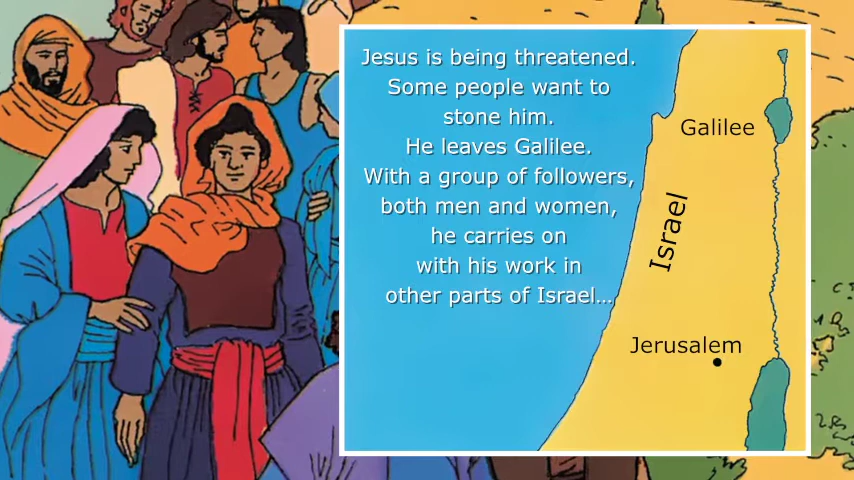 Jesus is being threatened.
Some people want to
stone him.
He leaves Galilee.
With a group of followers,
both men and women,
he carries on
with his work in
other parts of Israel...
Galilee
Israel
Jerusalem